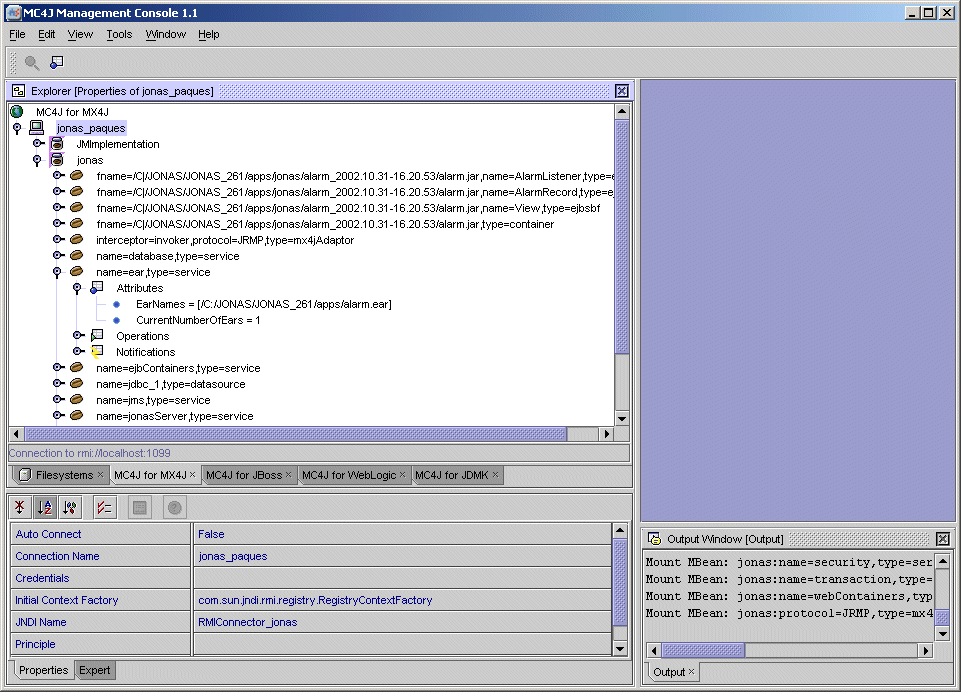 MC4J Management Console 1.1
File Edit View Tools Window Help
Explorer [Properties of jonas_paques]
MC4J for MX4J
jonas_paques
JMImplementation
jonas
fname=/C|/JONAS/JONAS_261/apps/jonas/alarm_2002.10.31-16.20.53/alarm.jar,name=AlarmListener,type=e
fname=/C|/JONAS/JONAS_261/apps/jonas/alarm_2002.10.31-16.20.53/alarm.jar,name=AlarmRecord,type=e
fname=/C|/JONAS/JONAS_261/apps/jonas/alarm_2002.10.31-16.20.53/alarm.jar,name=View,type=ejbsbf
fname=/C|/JONAS/JONAS_261/apps/jonas/alarm_2002.10.31-16.20.53/alarm.jar,type=container
interceptor=invoker,protocol=JRMP,type=mx4jAdaptor
name=database,type=service
name=ear,type=service
Attributes
EarNames = [/C:/JONAS/JONAS_261/apps/alarm.ear]
CurrentNumberOfEars = 1
Operations
Notifications
name=ejbContainers,type=service
name=jdbc_1,type=datasource
name=jms,type=service
name=jonasServer,type=service
Connection to rmi://localhost:1099
Filesystems MC4J for MX4J MC4J for JBoss MC4J for WebLogic MC4J for JDMK
Auto Connect False
Connection Name jonas_paques
Credentials
Initial Context Factory com.sun.jndi.rmi.registry.RegistryContextFactory
JNDI Name RMIConnector_jonas
Principle
Properties Expert
Output Window [Output]
Mount MBean: jonas:name=security,type=ser
Mount MBean: jonas:name=transaction,type=
Mount MBean: jonas:name=webContainers,typ
Mount MBean: jonas:protocol=JRMP,type=mx4
Output